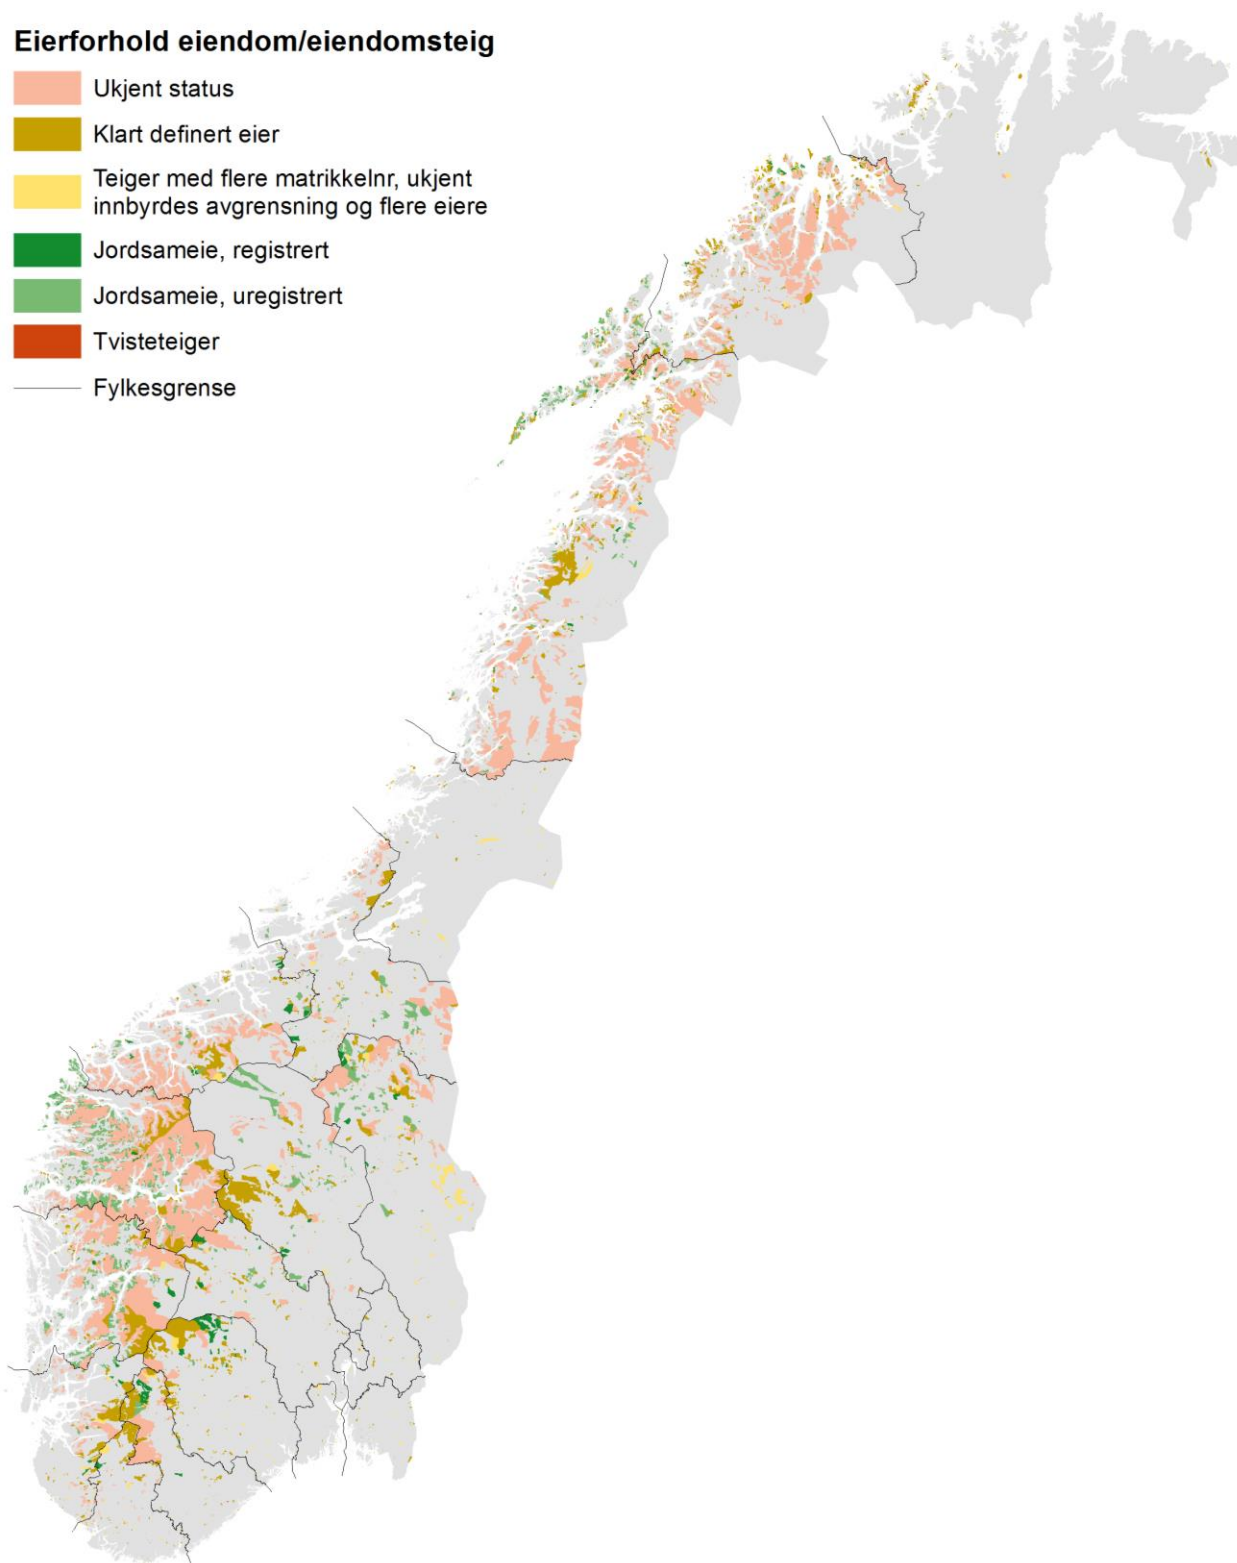 Eierforhold eiendom/eiendomsteig
Ukjent status
Klart definert eier
Teiger med flere matrikkelnr, ukjent
innbyrdes avgrensning og flere eiere
Jordsameie, registrert
Jordsameie, uregistrert
Tvisteteiger
Fylkesgrense